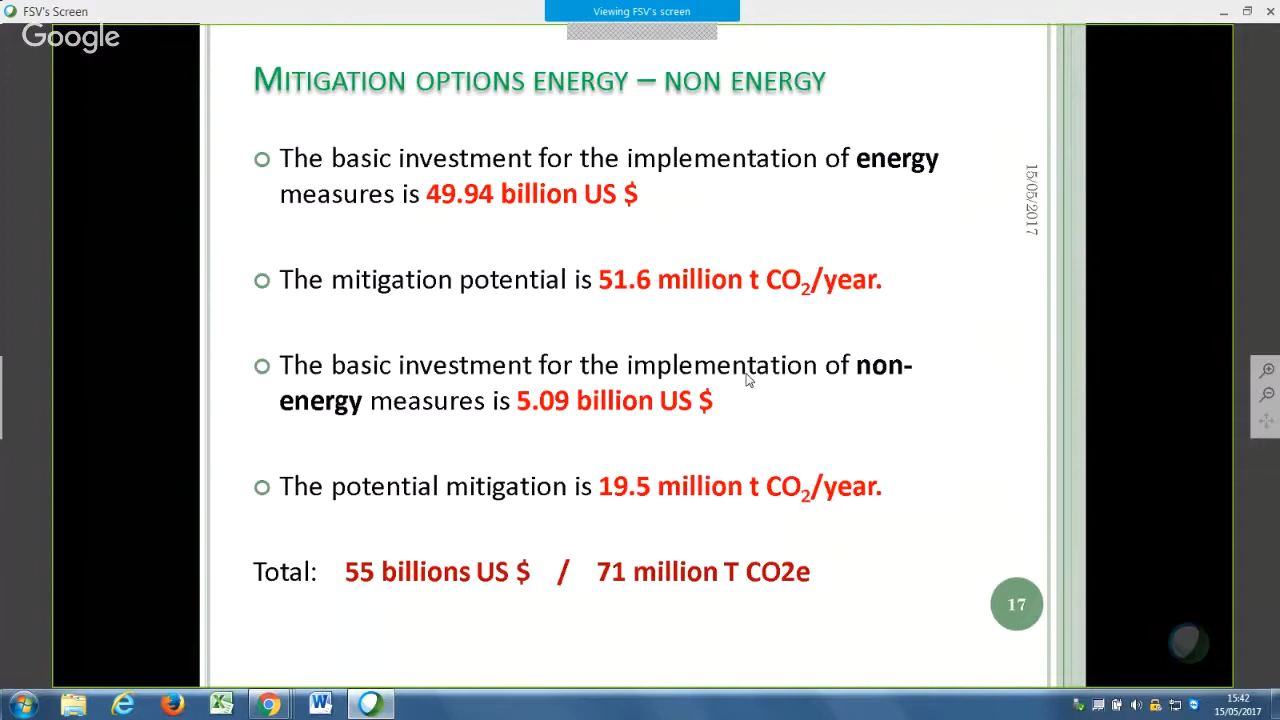 FSV's Screen
Viewing FSV's screen
Google
MITIGATION OPTIONS ENERGY – NON ENERGY
The basic investment for the implementation of energy
measures is 49.94 billion US $
15/05/2017
The mitigation potential is 51.6 million t CO₂/year.
The basic investment for the implementation of non-
energy measures is 5.09 billion US $
The potential mitigation is 19.5 million t CO₂/year.
Total: 55 billions US $ / 71 million T CO2e
17
15:42
15/05/2017